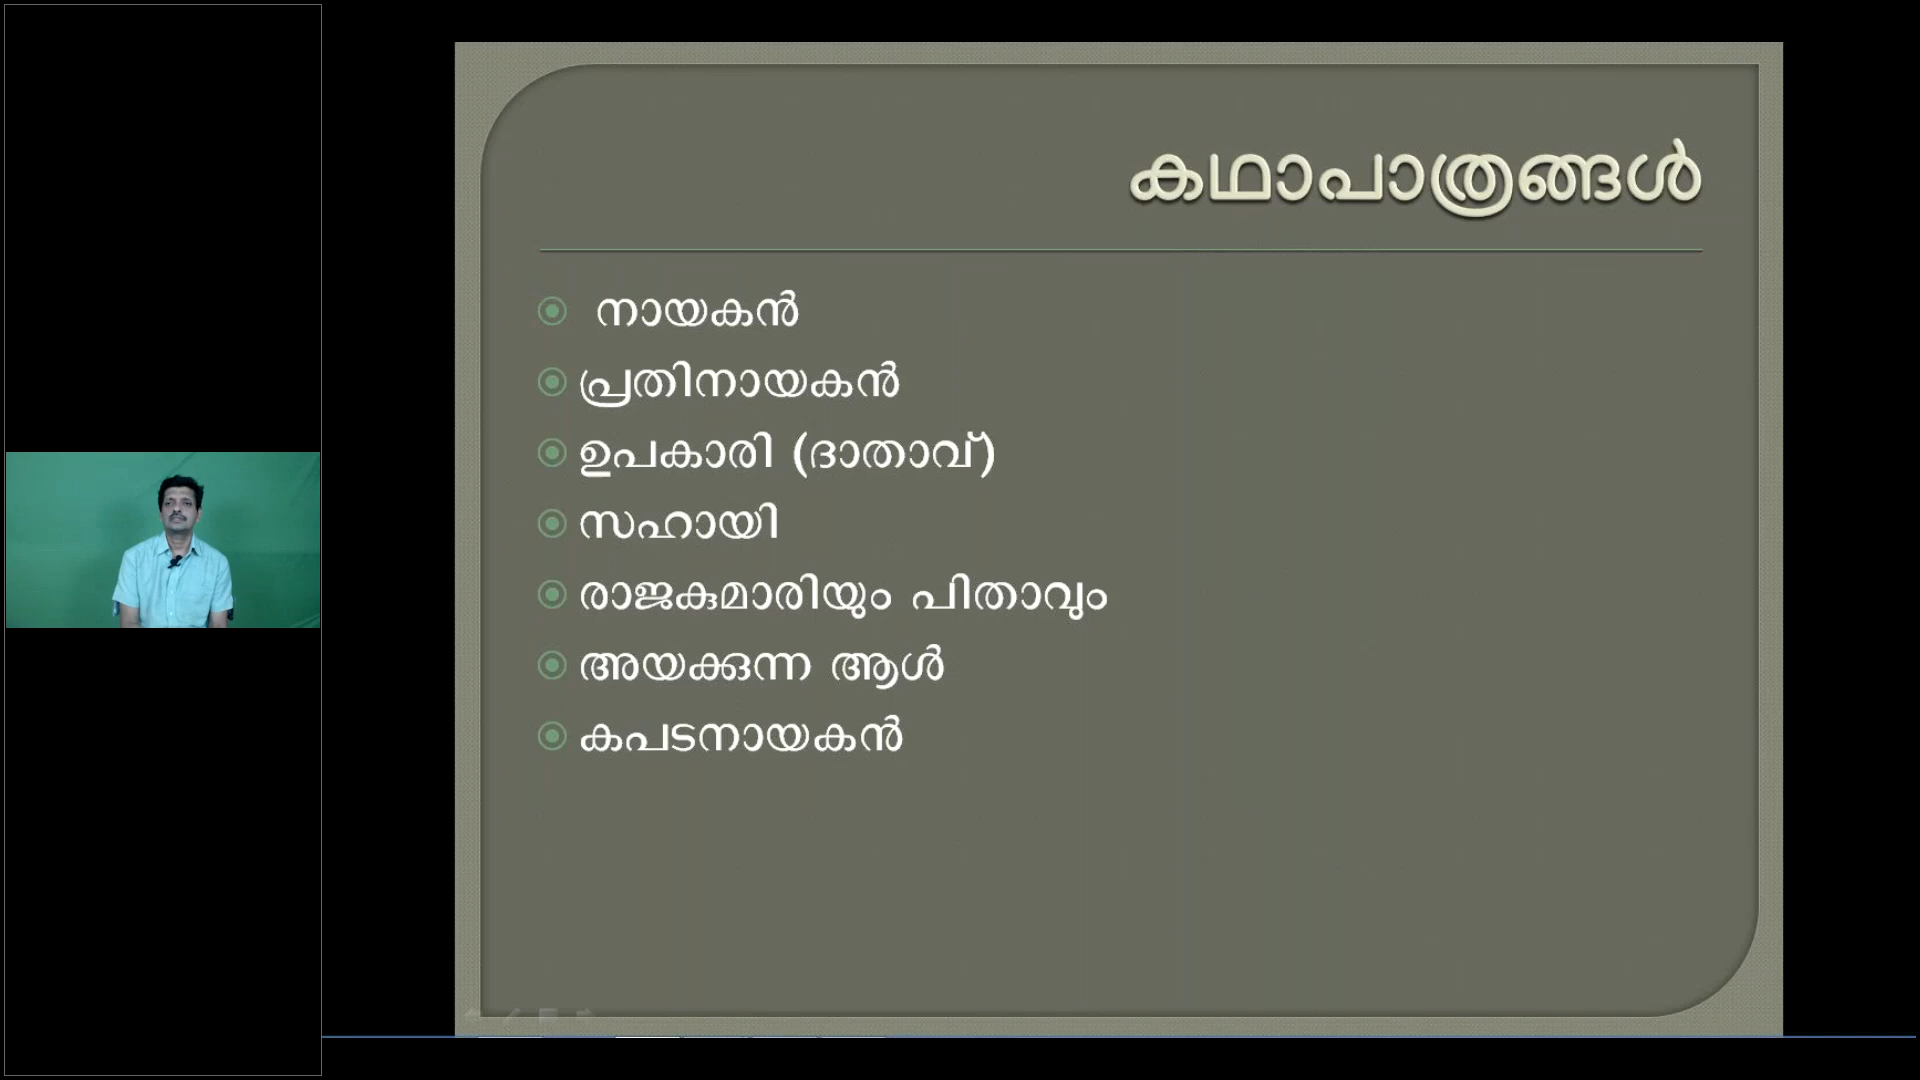 കഥാപാത്രങ്ങൾ
നായകൻ
പ്രതിനായകൻ
ഉപകാരി (ദാതാവ്)
സഹായി
രാജകുമാരിയും പിതാവും
അയക്കുന്ന ആൾ
കപടനായകൻ